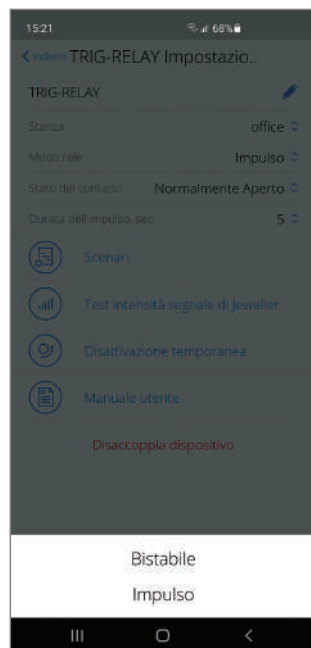 15:21 68%
Indietro TRIG-RELAY Impostazio..
TRIG-RELAY
Stanza office
Modo relè Impulso
Stato del contatto Normalmente Aperto
Durata dell'impulso, sec 5
Scenari
Test intensità segnale di Jeweller
Disattivazione temporanea
Manuale utente
Disaccoppia dispositivo
Bistabile
Impulso